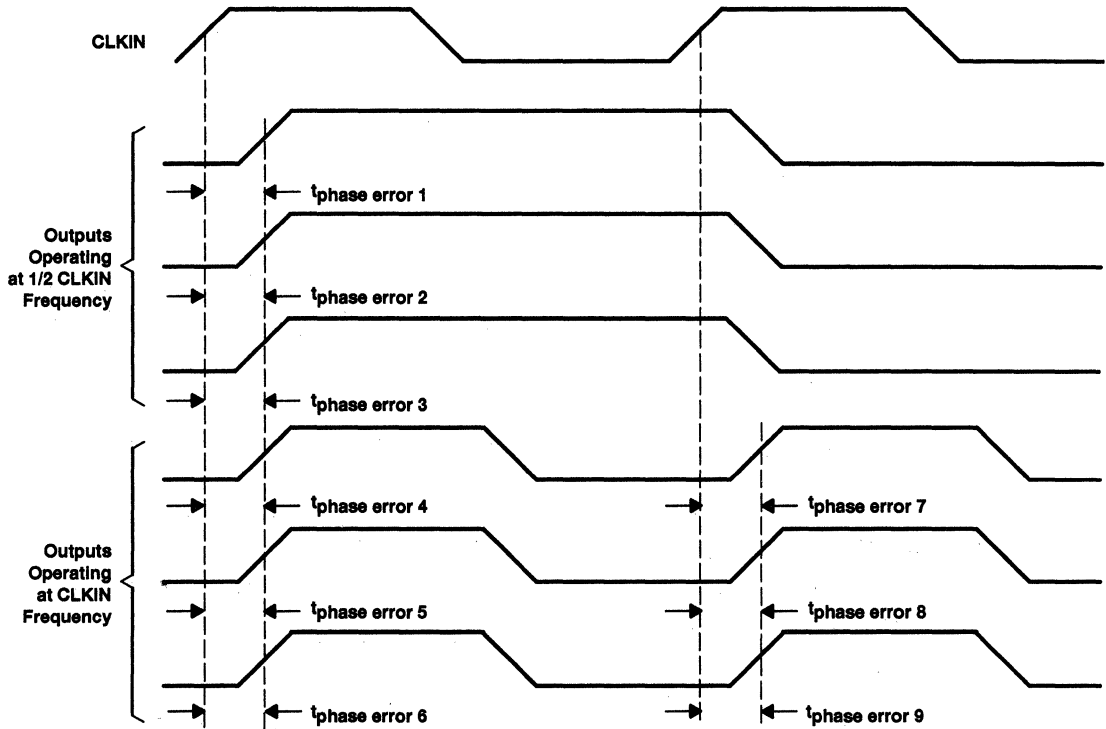 CLKIN
tphase error 1
Outputs
Operating
at 1/2 CLKIN
Frequency
tphase error 2
tphase error 3
tphase error 4
tphase error 7
Outputs
Operating
at CLKIN
Frequency
tphase error 5
tphase error 8
tphase error 6
tphase error 9